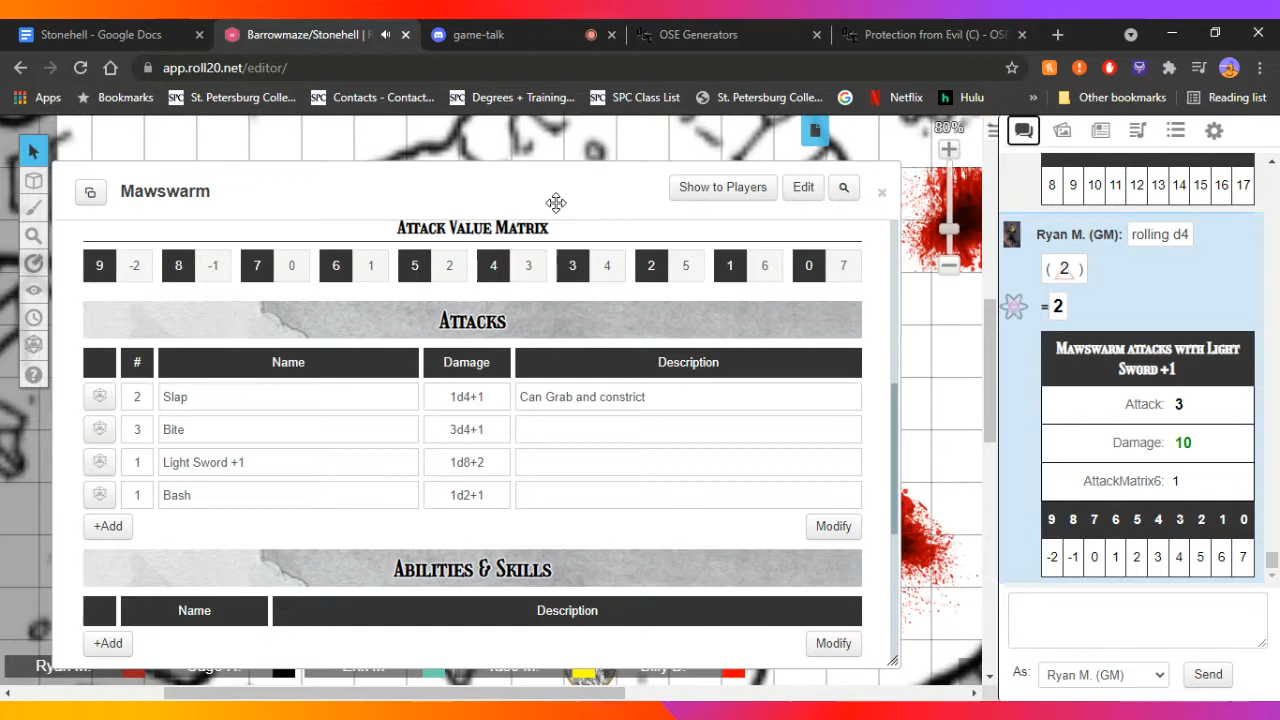 Stonehell - Google Docs
Barrowmaze/Stonehell |
game-talk
OSE Generators
Protection from Evil (C) - OSE
app.roll20.net/editor/
Apps
Bookmarks
St. Petersburg Colle...
Contacts - Contact...
Degrees + Training...
SPC Class List
St. Petersburg Colle...
Netflix
Hulu
»
Other bookmarks
Reading list
80%
Mawswarm
Show to Players
Edit
Attack Value Matrix
9 -2 8 -1 7 0 6 1 5 2 4 3 3 4 2 5 1 6 0 7
Attacks
# Name Damage Description
2 Slap 1d4+1 Can Grab and constrict
3 Bite 3d4+1
1 Light Sword +1 1d8+2
1 Bash 1d2+1
+Add
Modify
Abilities & Skills
Name Description
+Add
Modify
8 9 10 11 12 13 14 15 16 17
Ryan M. (GM): rolling d4
( 2 )
= 2
Mawswarm attacks with Light
Sword +1
Attack: 3
Damage: 10
AttackMatrix6: 1
9 8 7 6 5 4 3 2 1 0
-2 -1 0 1 2 3 4 5 6 7
As: Ryan M. (GM)
Send